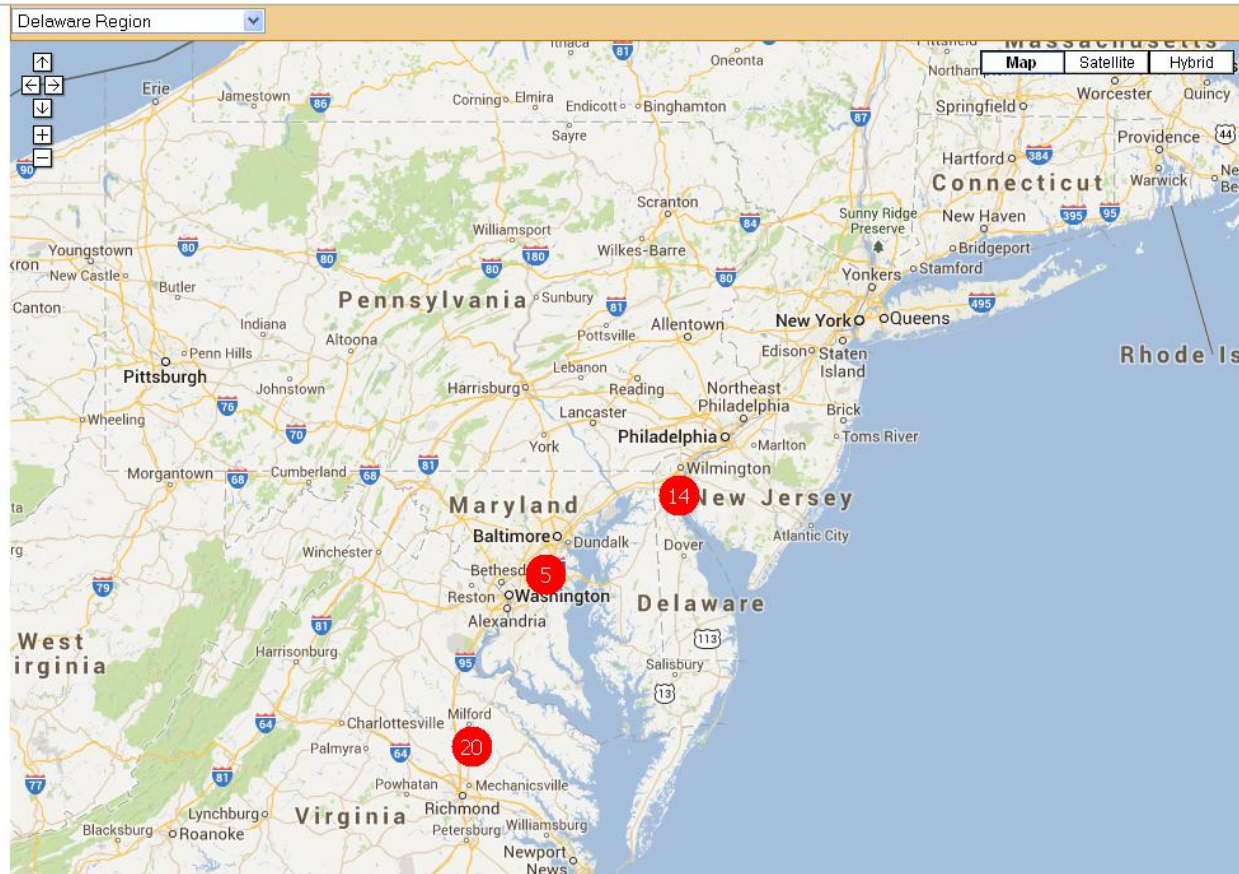 Delaware Region
Ithaca
81
Oneonta
Pittsfield
Massachusetts
Map
Satellite
Hybrid
Erie
Jamestown
86
Corning
Elmira
Endicott
Binghamton
87
Worcester
Quincy
Springfield
Sayre
Providence
44
90
Hartford
384
Connecticut
Warwick
Scranton
84
Sunny Ridge
Preserve
New Haven
395
95
Williamsport
Youngstown
80
80
180
80
Wilkes-Barre
80
Bridgeport
New Castle
Butler
Yonkers
Stamford
Canton
Pennsylvania
Sunbury
81
495
Indiana
Altoona
Pottsville
Allentown
New York
Queens
Penn Hills
Pittsburgh
Lebanon
Edison
Staten
Island
Rhode Is
Johnstown
Harrisburg
Reading
Northeast
Philadelphia
76
Wheeling
70
Lancaster
Brick
York
Philadelphia
Marlton
Toms River
Morgantown
68
Cumberland
68
81
Wilmington
Maryland
14
New Jersey
Baltimore
Dundalk
Atlantic City
Winchester
Dover
79
Bethesd
5
Reston
Washington
Alexandria
Delaware
West
irginia
81
Harrisonburg
95
113
Salisbury
13
64
Charlottesville
Milford
Palmyra
64
20
77
81
Powhatan
Mechanicsville
Lynchburg
Virginia
Richmond
Blacksburg
Roanoke
Petersburg
Williamsburg
Newport
News